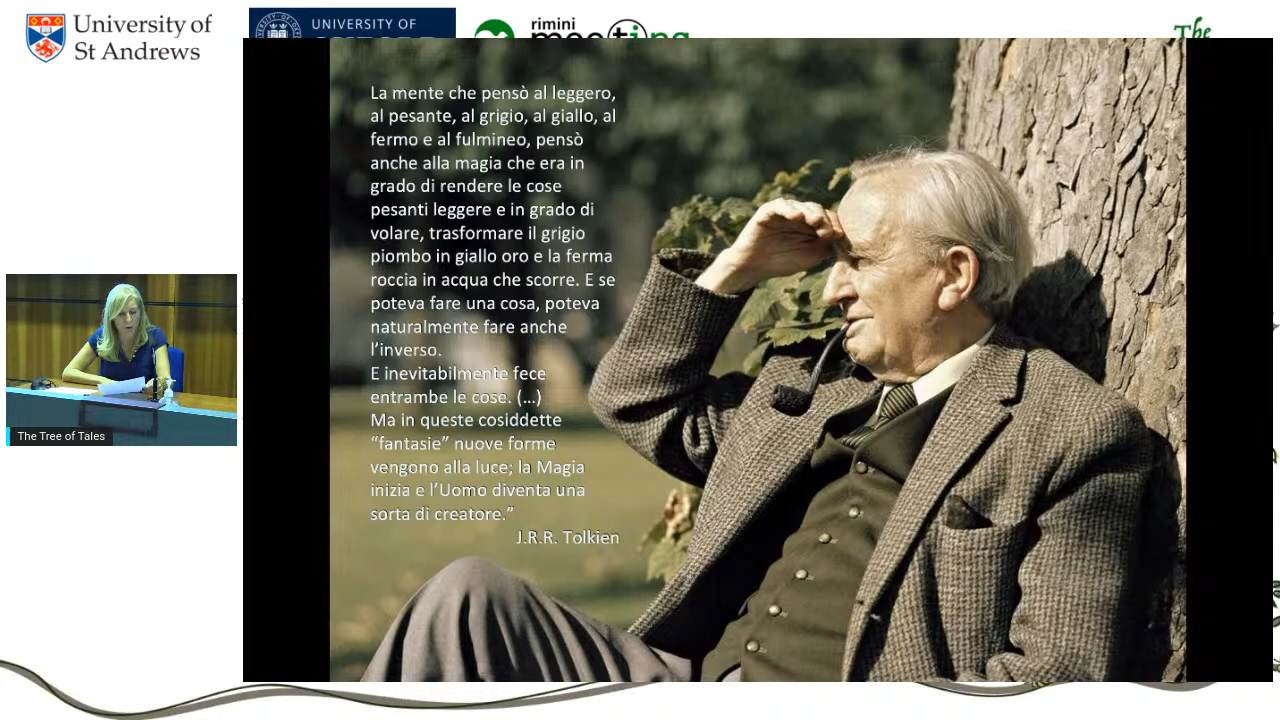 University of
St Andrews
UNIVERSITY OF
rimini
meeting
The
La mente che pensò al leggero,
al pesante, al grigio, al giallo, al
fermo e al fulmineo, pensò
anche alla magia che era in
grado di rendere le cose
pesanti leggere e in grado di
volare, trasformare il grigio
piombo in giallo oro e la ferma
roccia in acqua che scorre. E se
poteva fare una cosa, poteva
naturalmente fare anche
l’inverso.
E inevitabilmente fece
entrambe le cose. (…)
Ma in queste cosiddette
“fantasie” nuove forme
vengono alla luce; la Magia
inizia e l’Uomo diventa una
sorta di creatore.”
J.R.R. Tolkien
The Tree of Tales